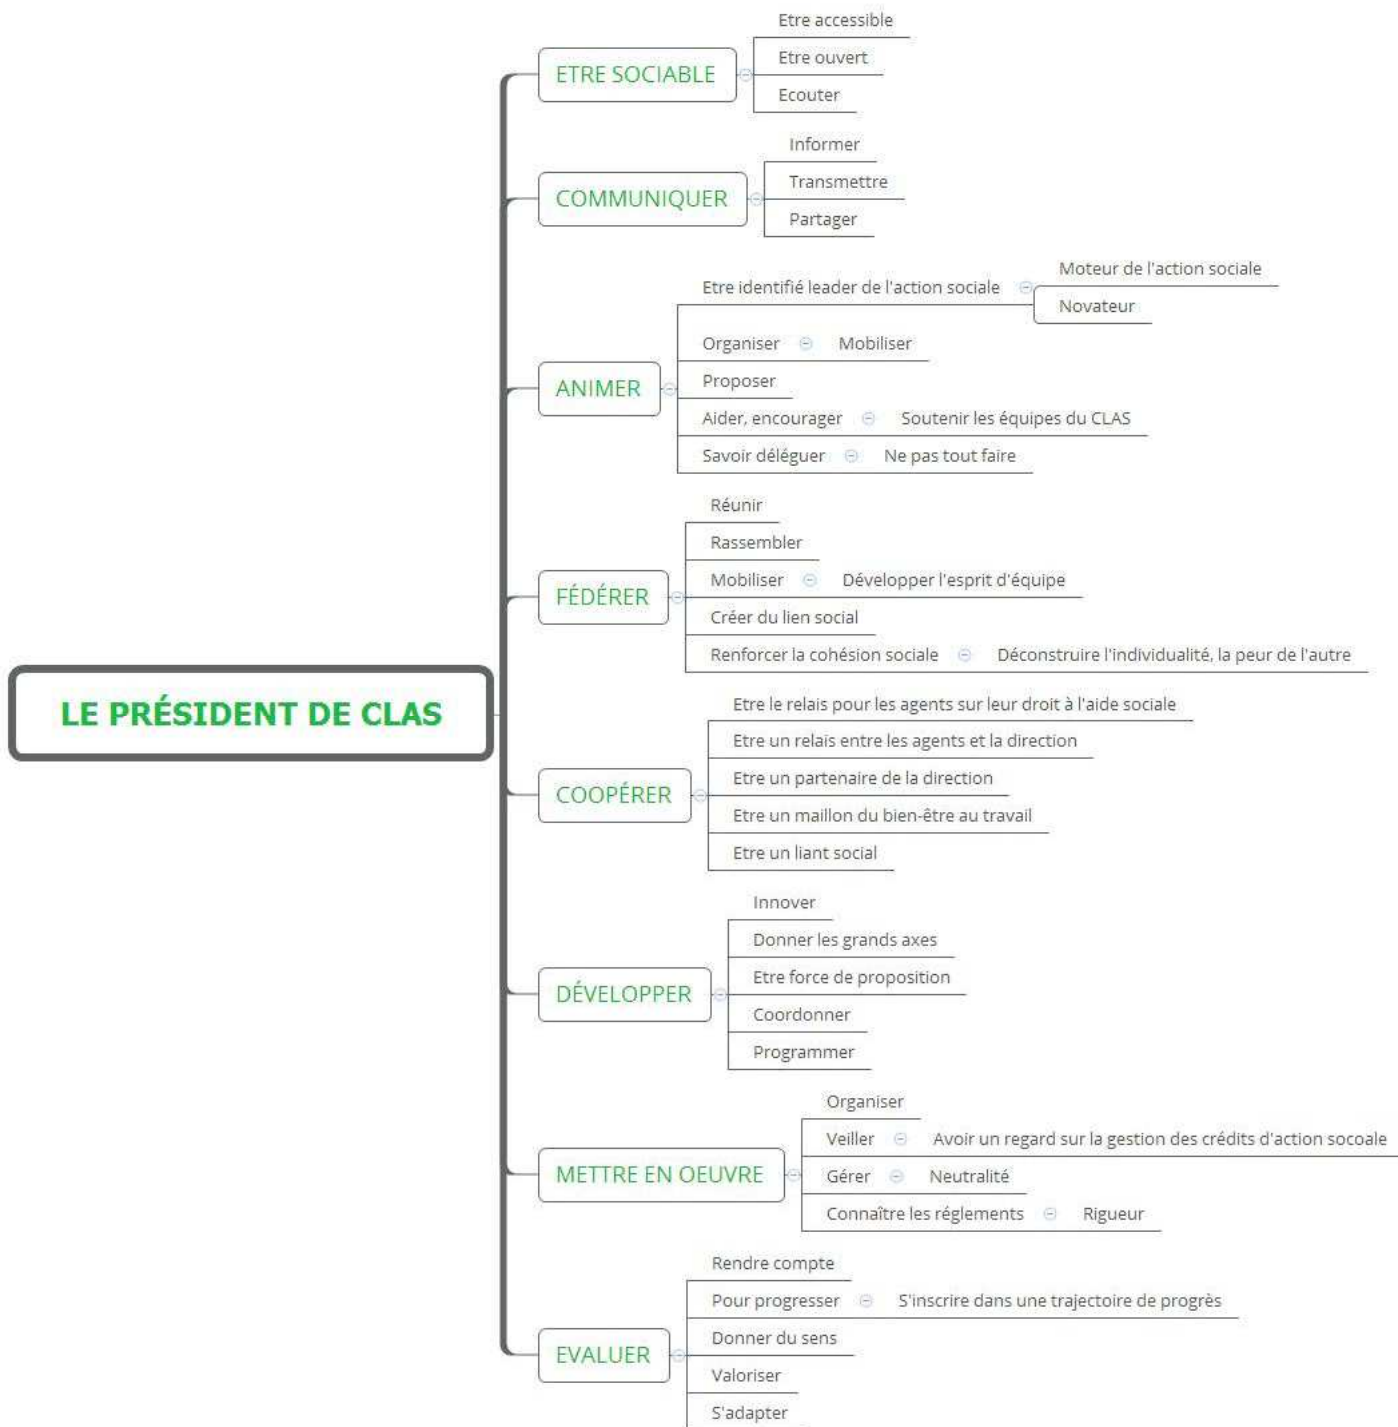 LE PRÉSIDENT DE CLAS
ETRE SOCIABLE
Etre accessible
Etre ouvert
Ecouter
COMMUNIQUER
Informer
Transmettre
Partager
ANIMER
Etre identifié leader de l'action sociale
Moteur de l'action sociale
Novateur
Organiser
Mobiliser
Proposer
Aider, encourager
Soutenir les équipes du CLAS
Savoir déléguer
Ne pas tout faire
FÉDÉRER
Réunir
Rassembler
Mobiliser
Développer l'esprit d'équipe
Créer du lien social
Renforcer la cohésion sociale
Déconstruire l'individualité, la peur de l'autre
COOPÉRER
Etre le relais pour les agents sur leur droit à l'aide sociale
Etre un relais entre les agents et la direction
Etre un partenaire de la direction
Etre un maillon du bien-être au travail
Etre un liant social
DÉVELOPPER
Innover
Donner les grands axes
Etre force de proposition
Coordonner
Programmer
METTRE EN OEUVRE
Organiser
Veiller
Avoir un regard sur la gestion des crédits d'action socoale
Gérer
Neutralité
Connaître les réglements
Rigueur
EVALUER
Rendre compte
Pour progresser
S'inscrire dans une trajectoire de progrès
Donner du sens
Valoriser
S'adapter